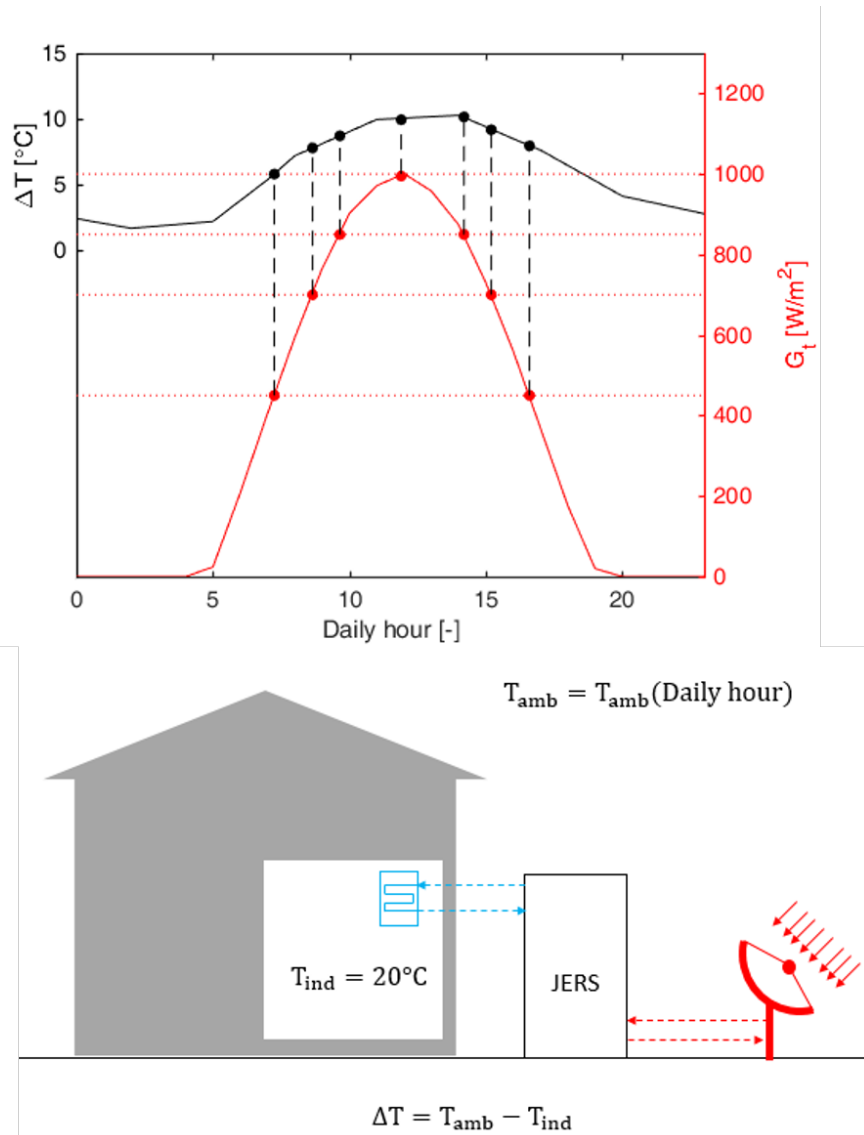 15
10
5
0
ΔT [°C]
1200
1000
800
600
400
200
0
G_t [W/m²]
0 5 10 15 20
Daily hour [-]
T_amb = T_amb(Daily hour)
T_ind = 20°C
JERS
ΔT = T_amb − T_ind